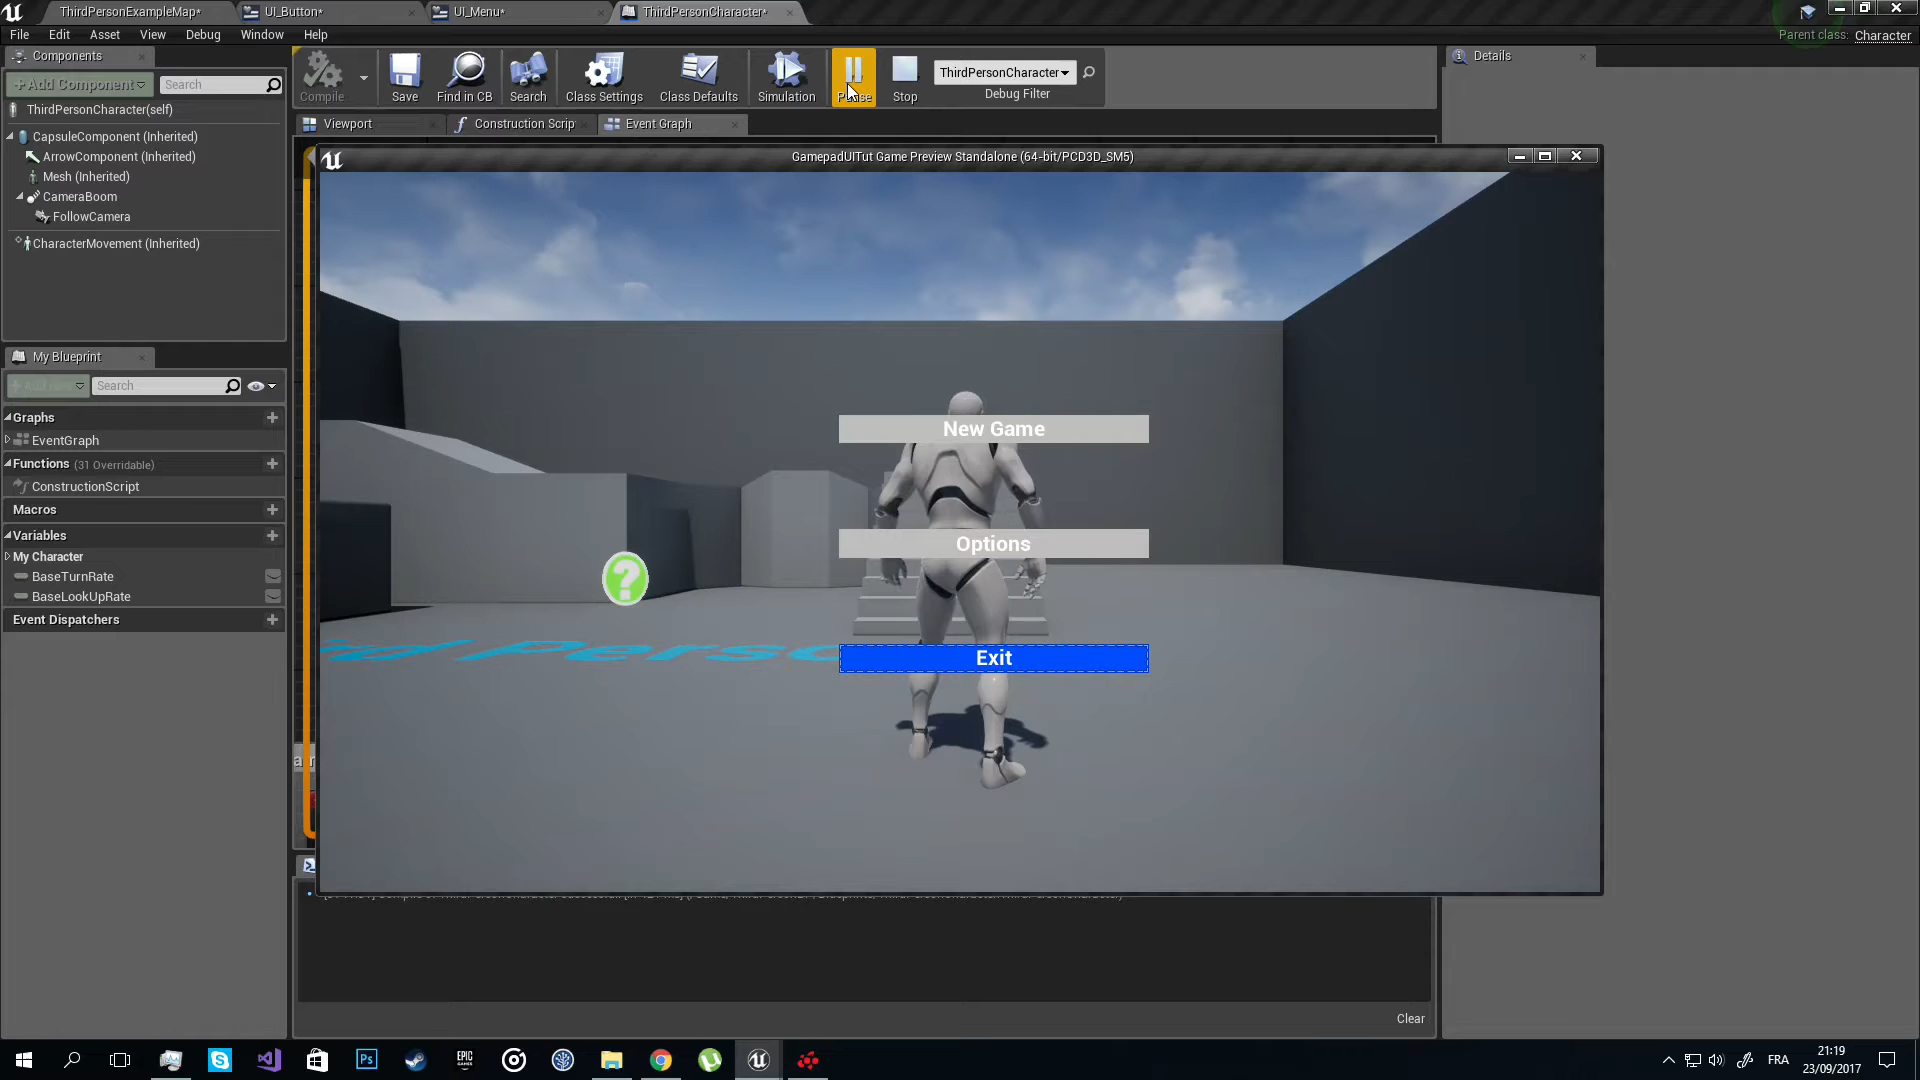 ThirdPersonExampleMap*
UI_Button*
UI_Menu*
ThirdPersonCharacter*
File Edit Asset View Debug Window Help
Parent class: Character
Components
+Add Component
Search
ThirdPersonCharacter(self)
CapsuleComponent (Inherited)
ArrowComponent (Inherited)
Mesh (Inherited)
CameraBoom
FollowCamera
CharacterMovement (Inherited)
Compile
Save
Find in CB
Search
Class Settings
Class Defaults
Simulation
Pause
Stop
ThirdPersonCharacter
Debug Filter
Details
Viewport
Construction Scrip
Event Graph
GamepadUITut Game Preview Standalone (64-bit/PCD3D_SM5)
New Game
Options
Exit
My Blueprint
Search
Graphs
EventGraph
Functions (31 Overridable)
ConstructionScript
Macros
Variables
My Character
BaseTurnRate
BaseLookUpRate
Event Dispatchers
Clear
Ps
EPIC GAMES
FRA
21:19
23/09/2017